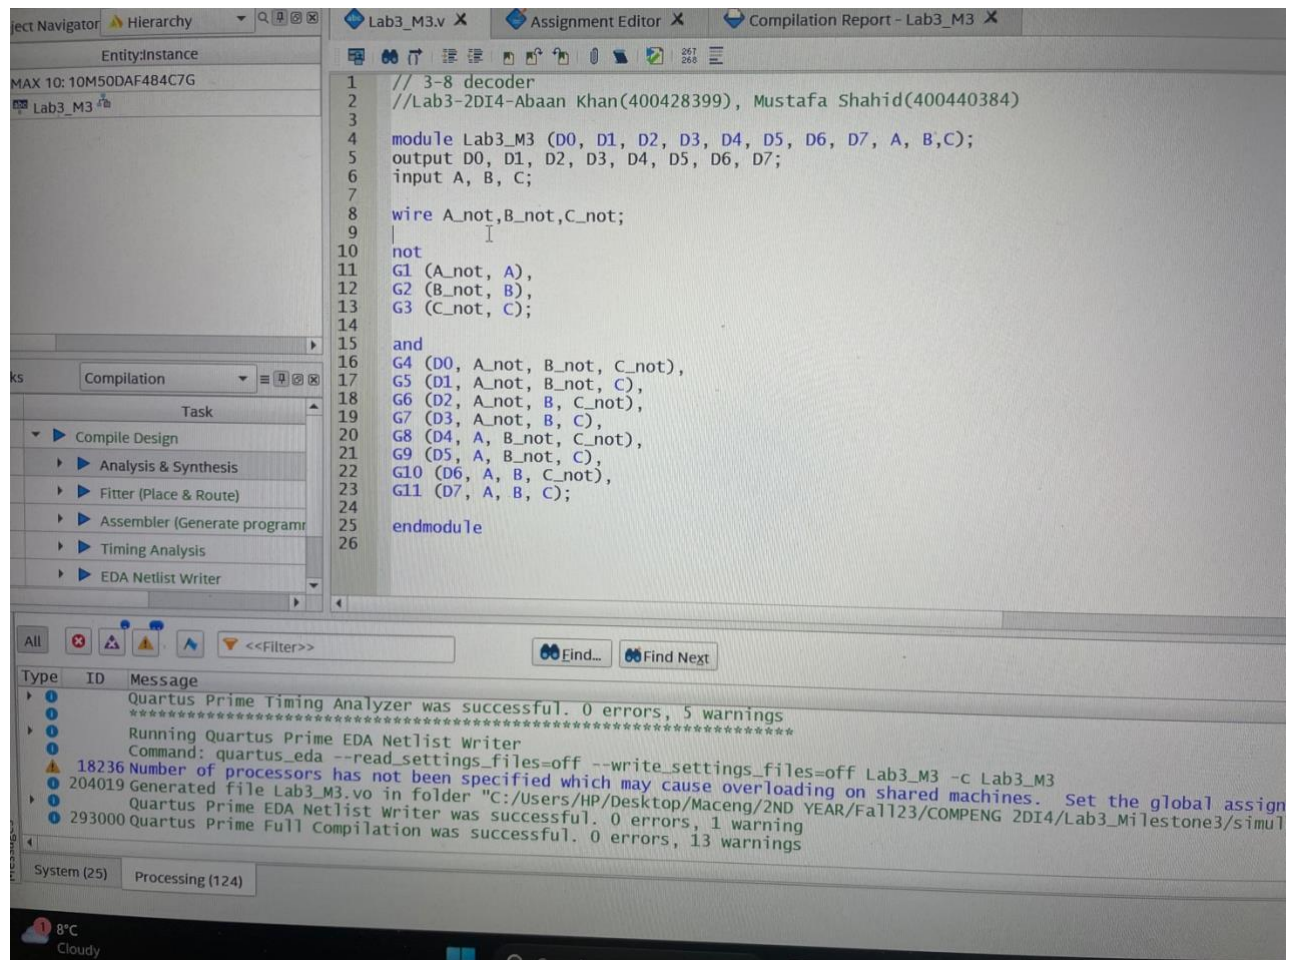 ject Navigator Hierarchy
Entity:Instance
MAX 10: 10M50DAF484C7G
abc Lab3_M3
Lab3_M3.v X Assignment Editor X Compilation Report - Lab3_M3 X
267
268
1 // 3-8 decoder
2 //Lab3-2DI4-Abaan Khan(400428399), Mustafa Shahid(400440384)
3
4 module Lab3_M3 (D0, D1, D2, D3, D4, D5, D6, D7, A, B,C);
5 output D0, D1, D2, D3, D4, D5, D6, D7;
6 input A, B, C;
7
8 wire A_not,B_not,C_not;
9
10 not
11 G1 (A_not, A),
12 G2 (B_not, B),
13 G3 (C_not, C);
14
15 and
16 G4 (D0, A_not, B_not, C_not),
17 G5 (D1, A_not, B_not, C),
18 G6 (D2, A_not, B, C_not),
19 G7 (D3, A_not, B, C),
20 G8 (D4, A, B_not, C_not),
21 G9 (D5, A, B_not, C),
22 G10 (D6, A, B, C_not),
23 G11 (D7, A, B, C);
24
25 endmodule
26
ks Compilation
Task
Compile Design
Analysis & Synthesis
Fitter (Place & Route)
Assembler (Generate programr
Timing Analysis
EDA Netlist Writer
All <<Filter>> Find... Find Next
Type ID Message
Quartus Prime Timing Analyzer was successful. 0 errors, 5 warnings
********************************************************************
Running Quartus Prime EDA Netlist Writer
Command: quartus_eda --read_settings_files=off --write_settings_files=off Lab3_M3 -c Lab3_M3
18236 Number of processors has not been specified which may cause overloading on shared machines. Set the global assign
204019 Generated file Lab3_M3.vo in folder "C:/Users/HP/Desktop/Maceng/2ND YEAR/Fall23/COMPENG 2DI4/Lab3_Milestone3/simul
Quartus Prime EDA Netlist Writer was successful. 0 errors, 1 warning
293000 Quartus Prime Full Compilation was successful. 0 errors, 13 warnings
System (25) Processing (124)
1 8°C
Cloudy